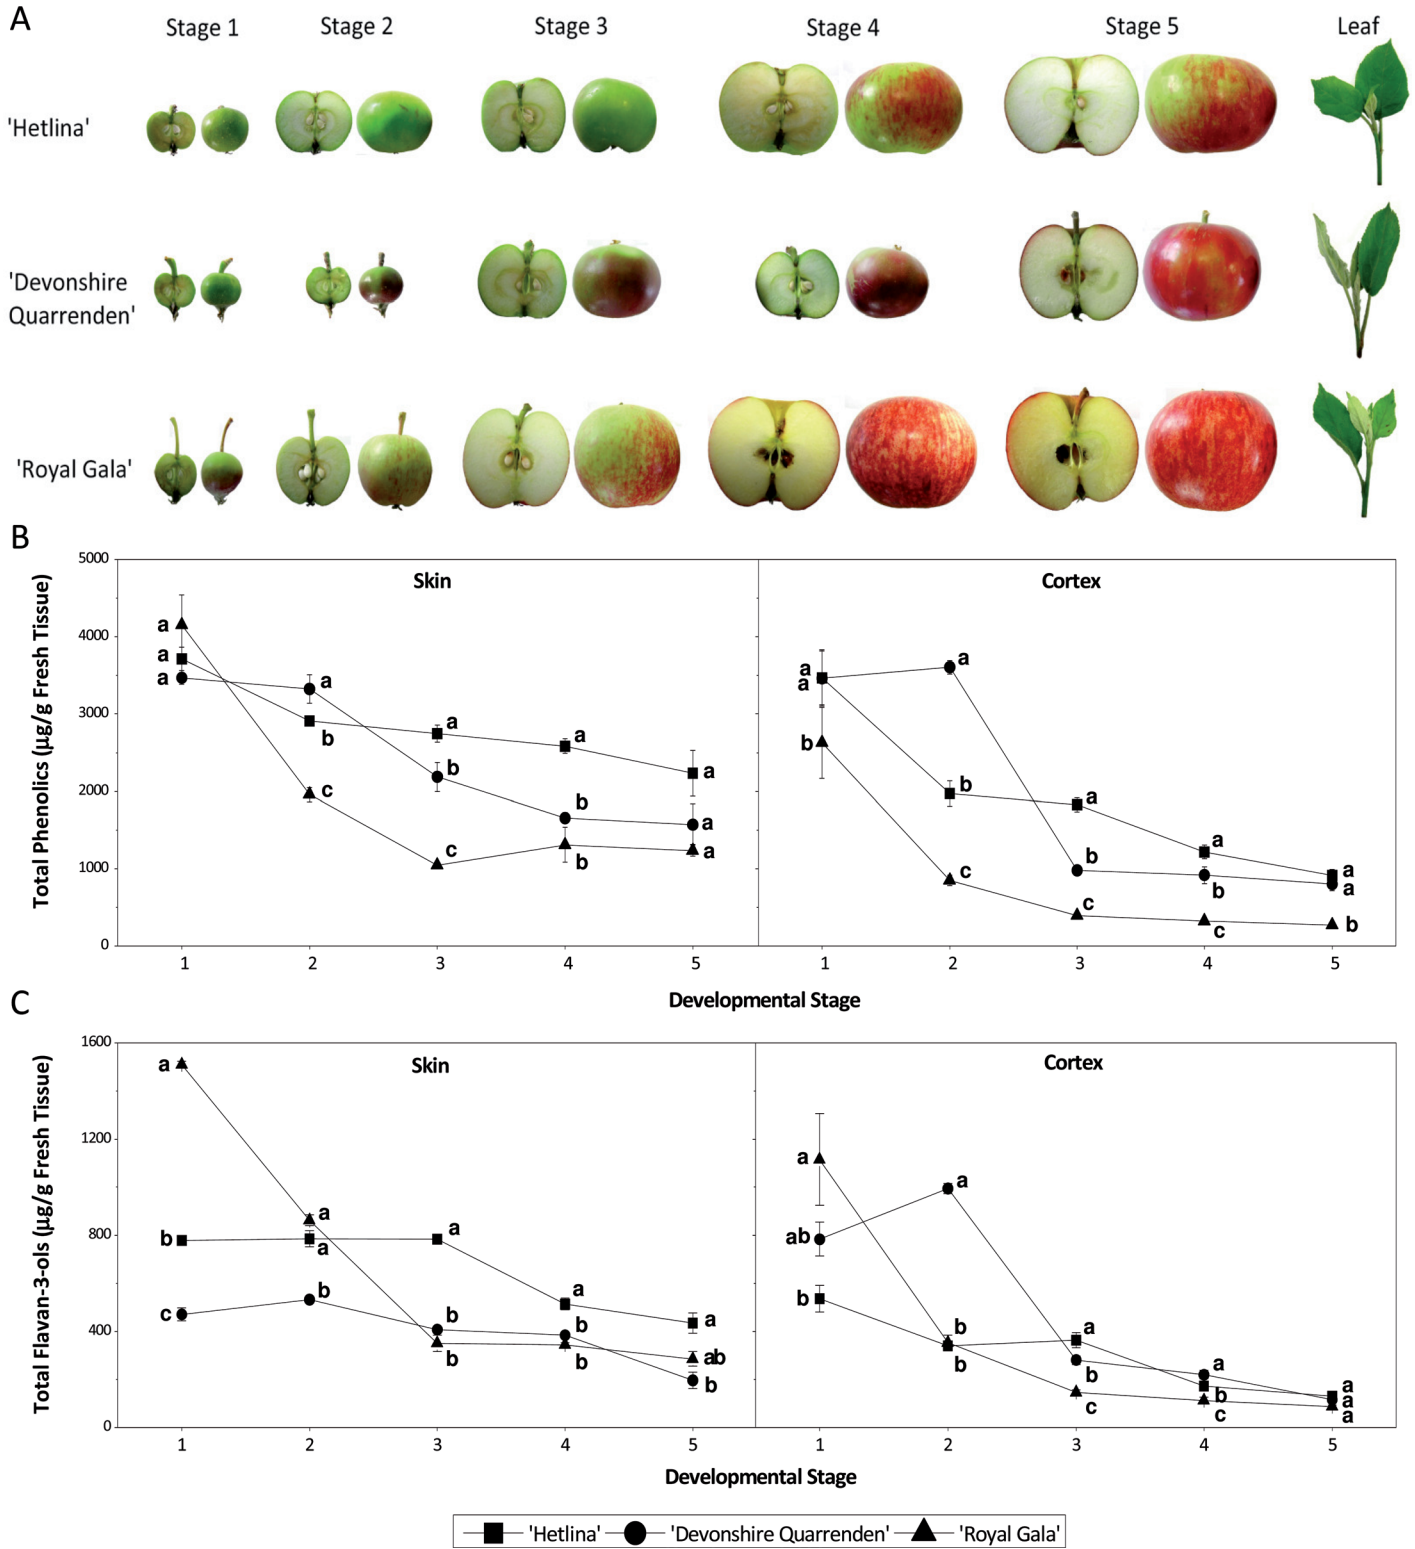 A
Stage 1 Stage 2 Stage 3 Stage 4 Stage 5 Leaf
'Hetlina'
'Devonshire
Quarrenden'
'Royal Gala'
B
Total Phenolics (µg/g Fresh Tissue)
5000
4000
3000
2000
1000
0
Skin
a
a
a
a
b
c
a
b
c
a
b
b
a
a
a
1 2 3 4 5
Cortex
a
a
b
a
b
c
a
b
c
a
b
c
a
a
b
1 2 3 4 5
Developmental Stage
C
Total Flavan-3-ols (µg/g Fresh Tissue)
1600
1200
800
400
0
Skin
a
b
c
a
a
b
a
b
b
a
b
b
a
ab
b
1 2 3 4 5
Cortex
a
ab
b
a
b
b
a
b
c
a
b
c
a
a
a
1 2 3 4 5
Developmental Stage
'Hetlina' 'Devonshire Quarrenden' 'Royal Gala'